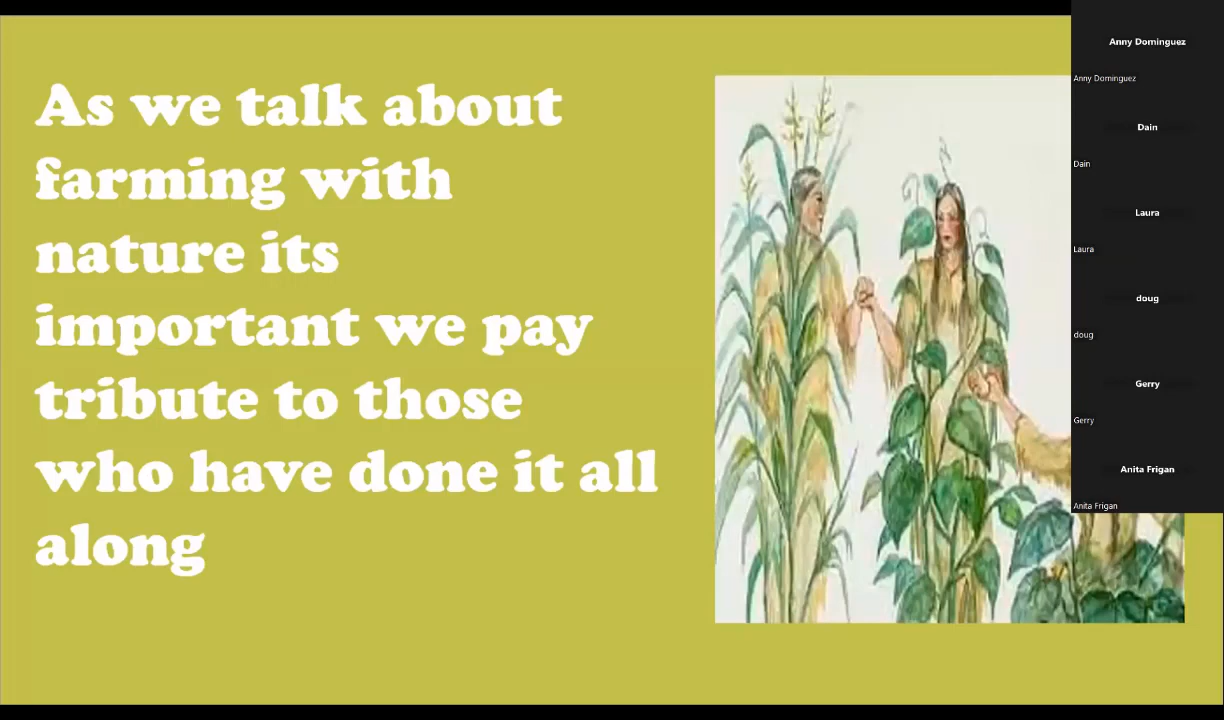 As we talk about
farming with
nature its
important we pay
tribute to those
who have done it all
along
Anny Dominguez
Anny Dominguez
Dain
Dain
Laura
Laura
doug
doug
Gerry
Gerry
Anita Frigan
Anita Frigan